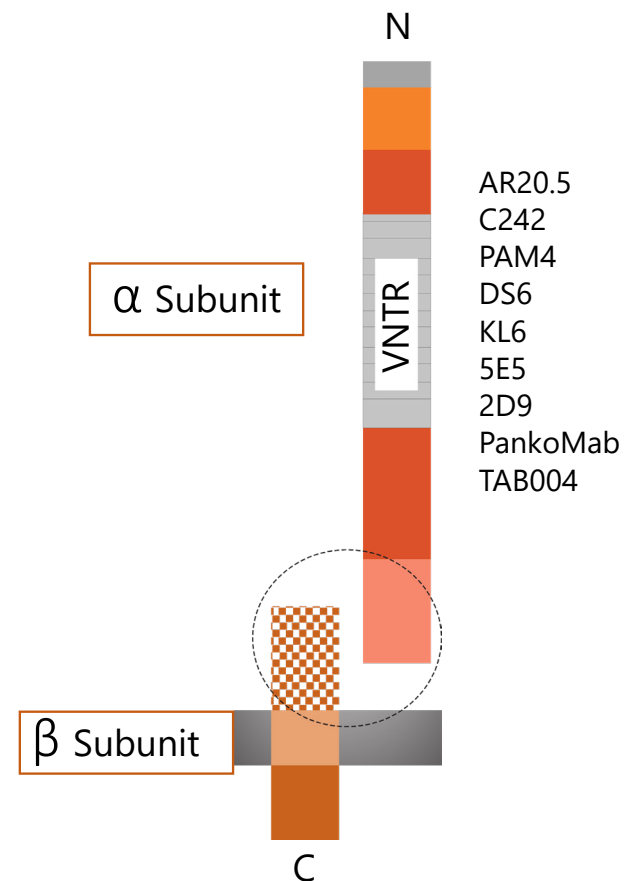 N
AR20.5
C242
PAM4
DS6
KL6
5E5
2D9
PankoMab
TAB004
α Subunit
VNTR
β Subunit
C